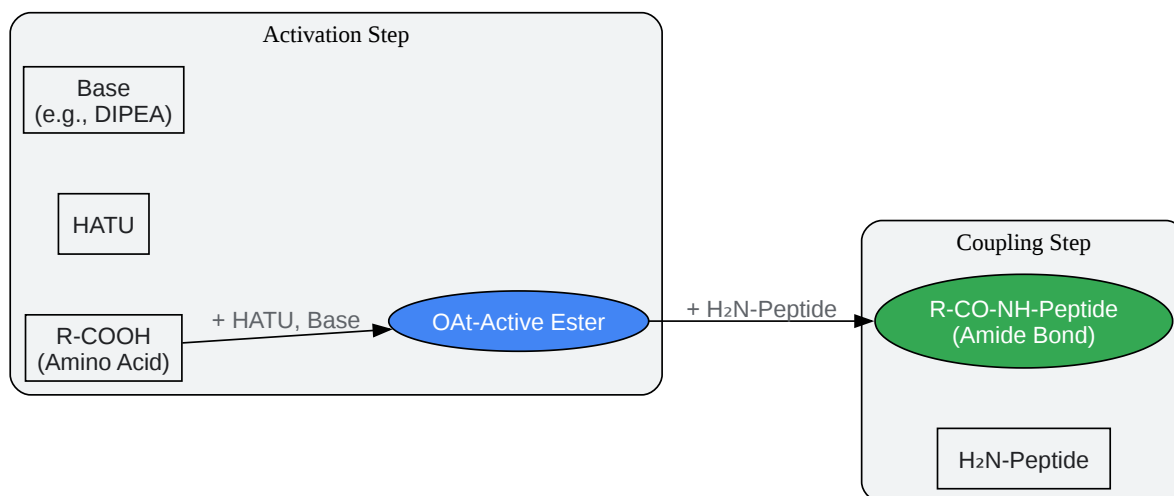 Activation Step
Base
(e.g., DIPEA)
HATU
R-COOH
(Amino Acid)
+ HATU, Base
OAt-Active Ester
+ H₂N-Peptide
Coupling Step
R-CO-NH-Peptide
(Amide Bond)
H₂N-Peptide